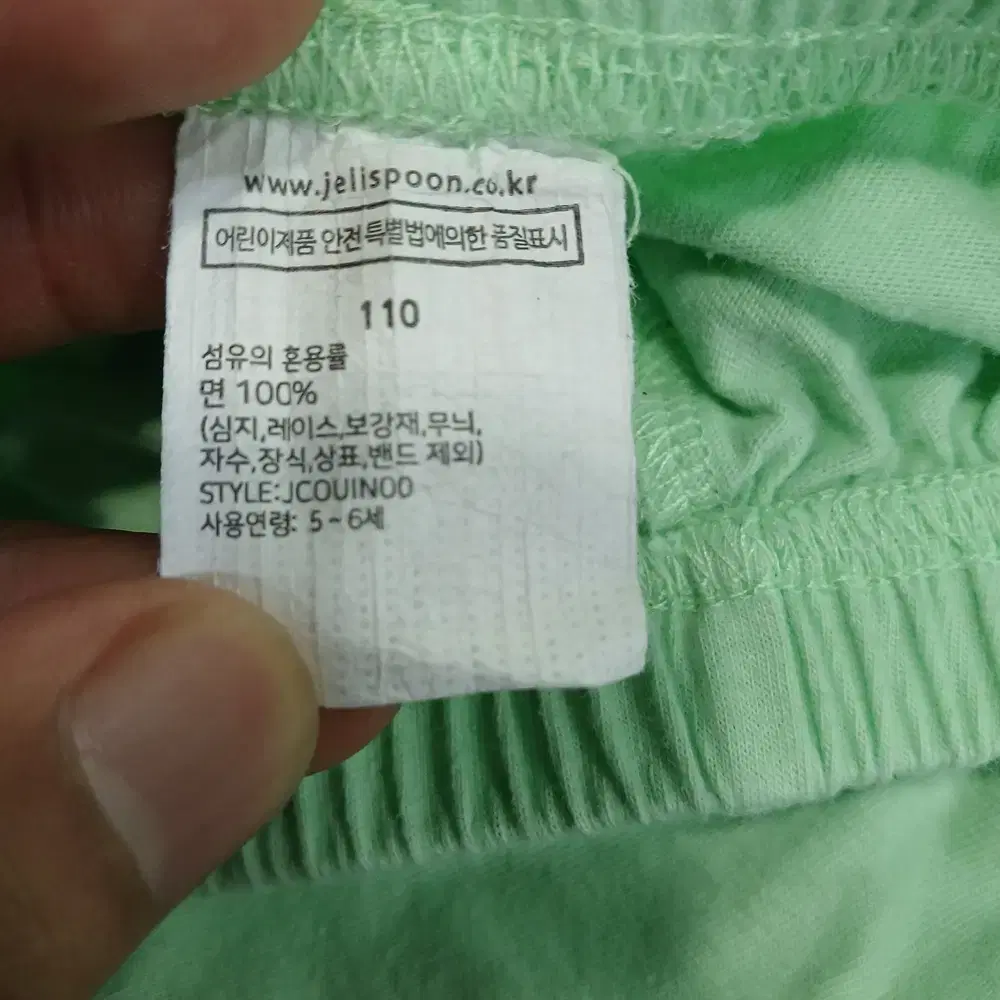 www.jelispoon.co.kr
어린이제품 안전 특별법에의한 품질표시
110
섬유의 혼용률
면 100%
(심지,레이스,보강재,무늬,
자수,장식,상표,밴드 제외)
STYLE:JCOUIN00
사용연령: 5~6세